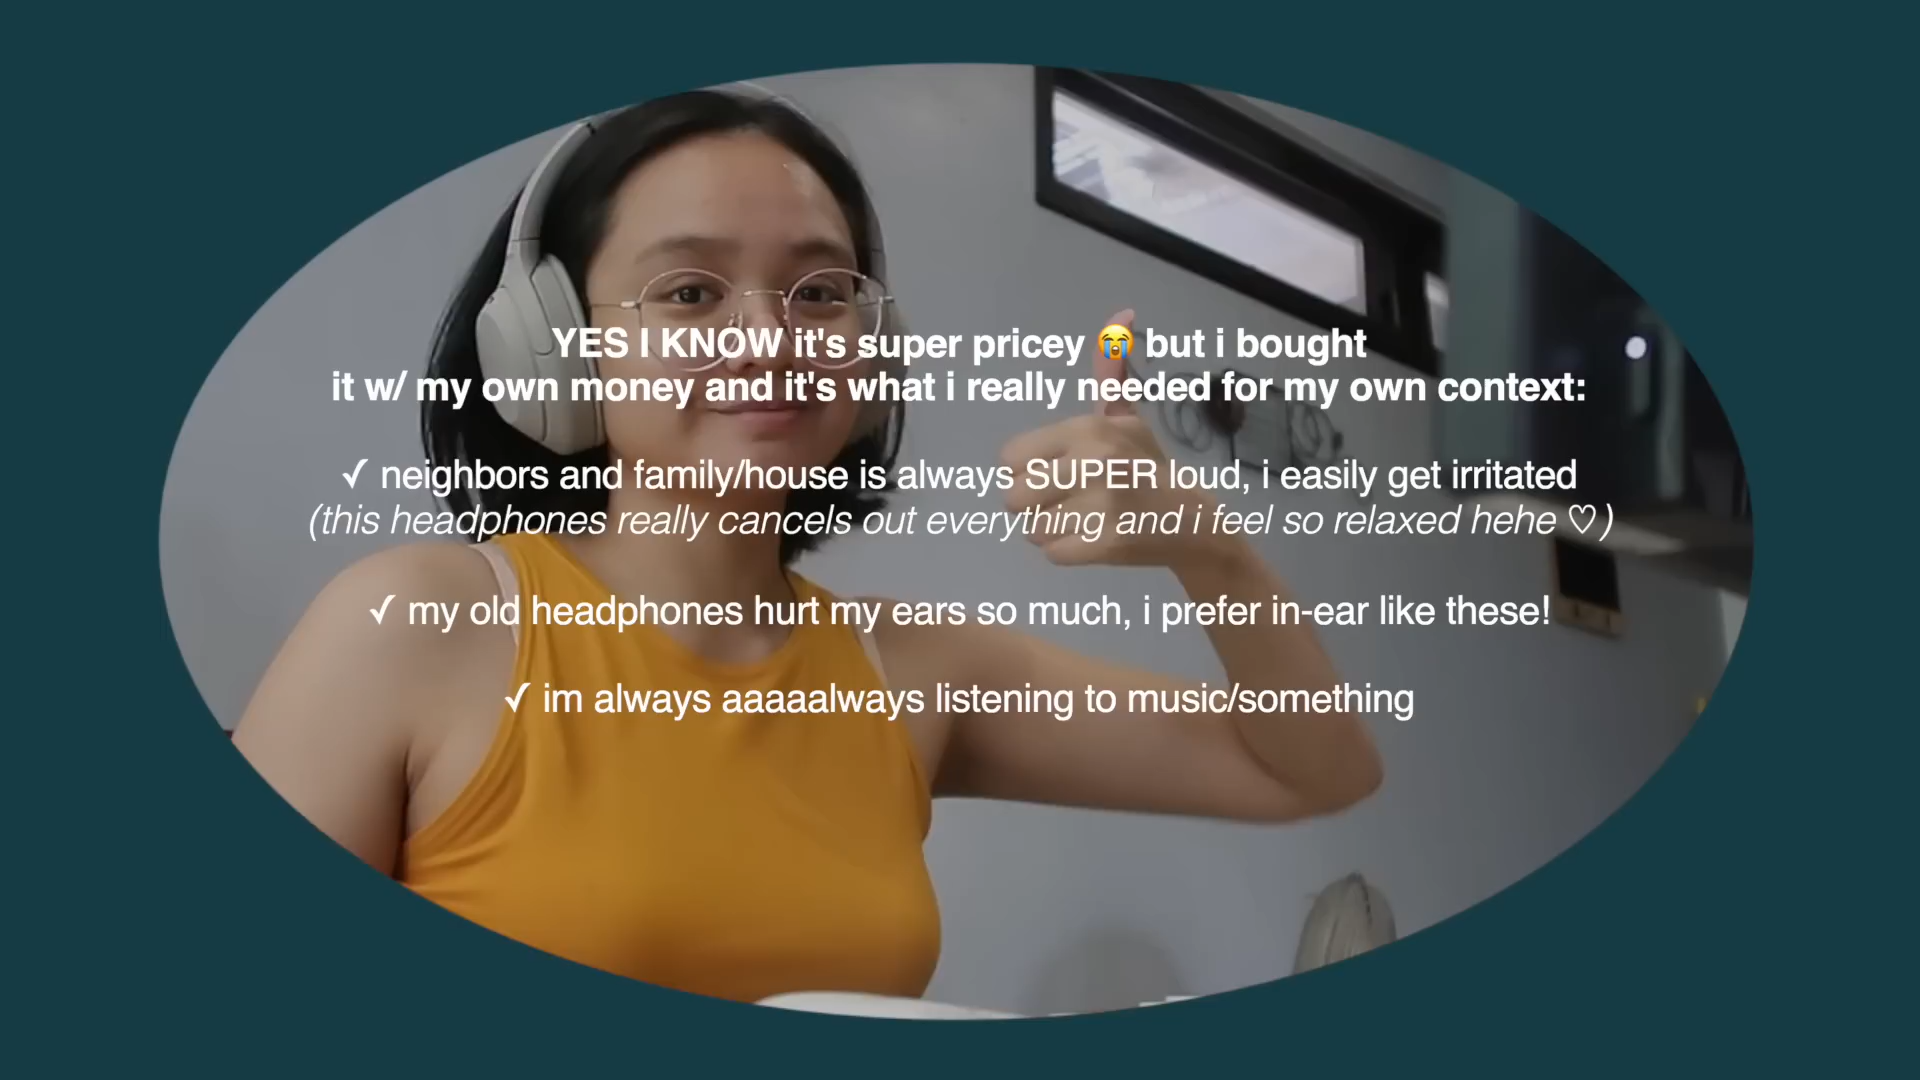 YES I KNOW it's super pricey 😭 but i bought
it w/ my own money and it's what i really needed for my own context:
✓ neighbors and family/house is always SUPER loud, i easily get irritated
(this headphones really cancels out everything and i feel so relaxed hehe ♡)
✓ my old headphones hurt my ears so much, i prefer in-ear like these!
✓ im always aaaaalways listening to music/something